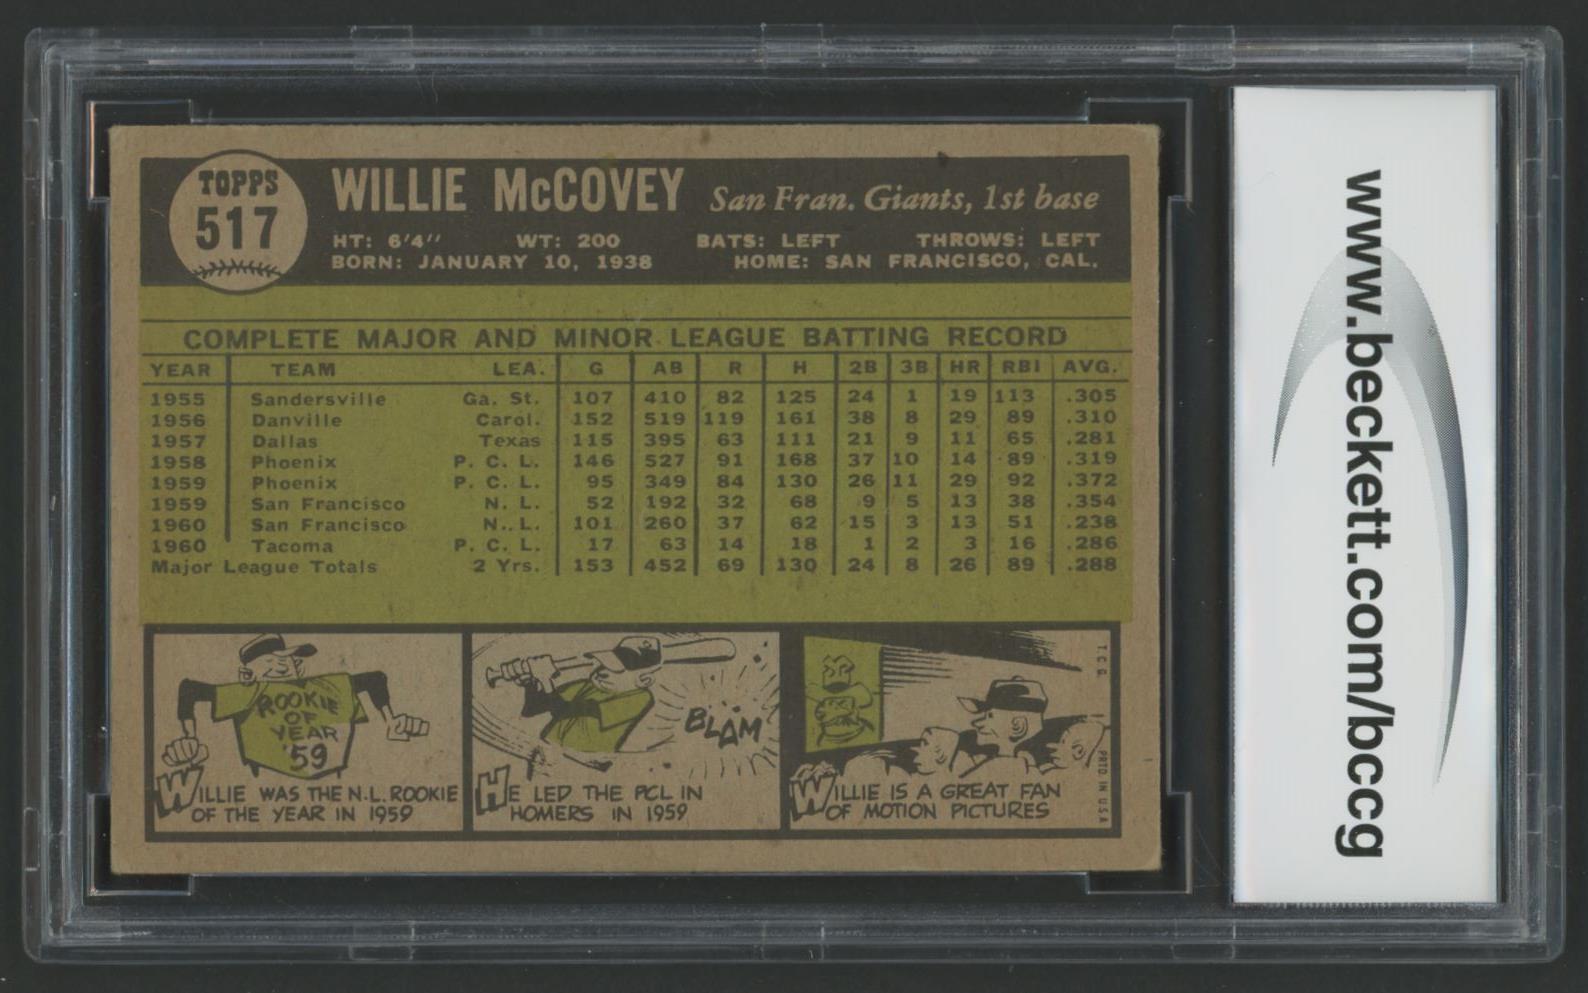 TOPPS
517
WILLIE McCOVEY San Fran. Giants, 1st base
HT: 6'4" WT: 200 BATS: LEFT THROWS: LEFT
BORN: JANUARY 10, 1938 HOME: SAN FRANCISCO, CAL.
COMPLETE MAJOR AND MINOR LEAGUE BATTING RECORD
YEAR TEAM LEA. G AB R H 2B 3B HR RBI AVG.
1955 Sandersville Ga. St. 107 410 82 125 24 1 19 113 .305
1956 Danville Carol. 152 519 119 161 38 8 29 89 .310
1957 Dallas Texas 115 395 63 111 21 9 11 65 .281
1958 Phoenix P. C. L. 146 527 91 168 37 10 14 89 .319
1959 Phoenix P. C. L. 95 349 84 130 26 11 29 92 .372
1959 San Francisco N. L. 52 192 32 68 9 5 13 38 .354
1960 San Francisco N. L. 101 260 37 62 15 3 13 51 .238
1960 Tacoma P. C. L. 17 63 14 18 1 2 3 16 .286
Major League Totals 2 Yrs. 153 452 69 130 24 8 26 89 .288
ROOKIE
OF
YEAR
'59
WILLIE WAS THE N.L. ROOKIE
OF THE YEAR IN 1959
BLAM
HE LED THE PCL IN
HOMERS IN 1959
WILLIE IS A GREAT FAN
OF MOTION PICTURES
T.C.G.
PRTD IN U.S.A.
www.beckett.com/bccg